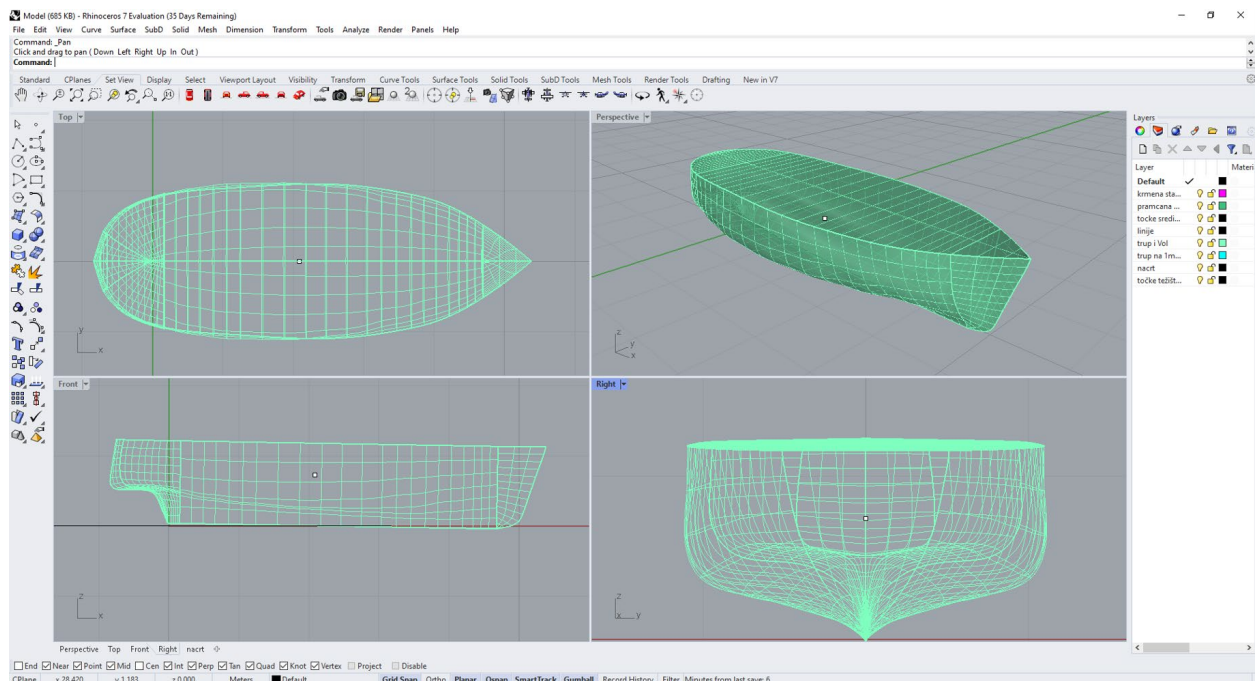 Model (685 KB) - Rhinoceros 7 Evaluation (35 Days Remaining)
File Edit View Curve Surface SubD Solid Mesh Dimension Transform Tools Analyze Render Panels Help
Command: _Pan
Click and drag to pan ( Down Left Right Up In Out )
Command:
Standard CPlanes Set View Display Select Viewport Layout Visibility Transform Curve Tools Surface Tools Solid Tools SubD Tools Mesh Tools Render Tools Drafting New in V7
Top
y
x
Perspective
z
y
x
Front
z
x
Right
z
x y
Layers
Layer Materi
Default
krmena sta...
pramcana ...
tocke sredi...
linije
trup i Vol
trup na 1m...
nacrt
točke težišt...
Perspective Top Front Right nacrt
End Near Point Mid Cen Int Perp Tan Quad Knot Vertex Project Disable
CPlane x 28.420 y 1.183 z 0.000 Meters Default Grid Snap Ortho Planar Osnap SmartTrack Gumball Record History Filter Minutes from last save: 6